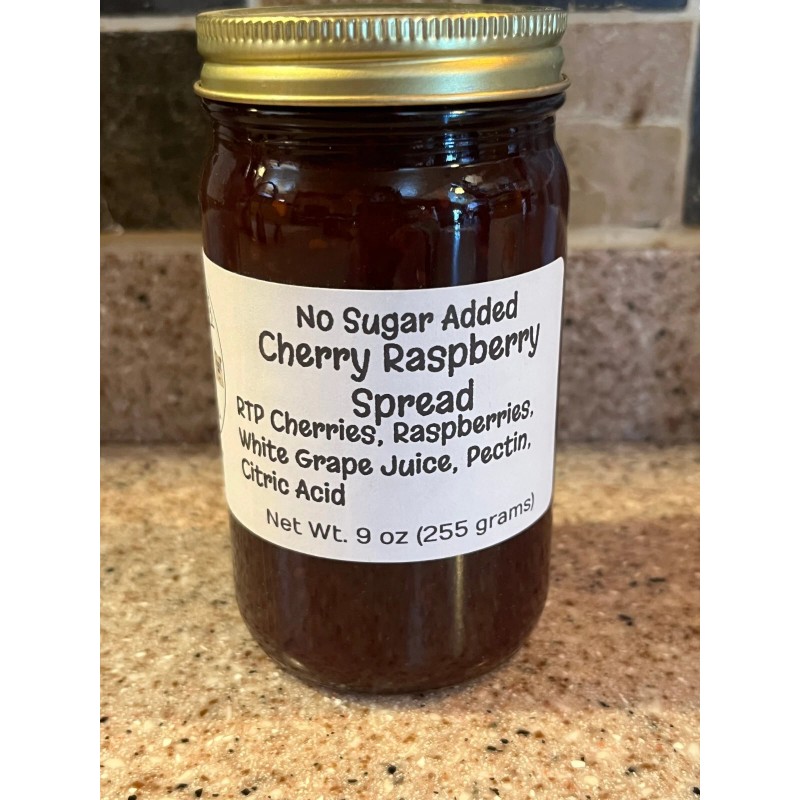 No Sugar Added
Cherry Raspberry
Spread
RTP Cherries, Raspberries,
White Grape Juice, Pectin,
Citric Acid
Net Wt. 9 oz (255 grams)